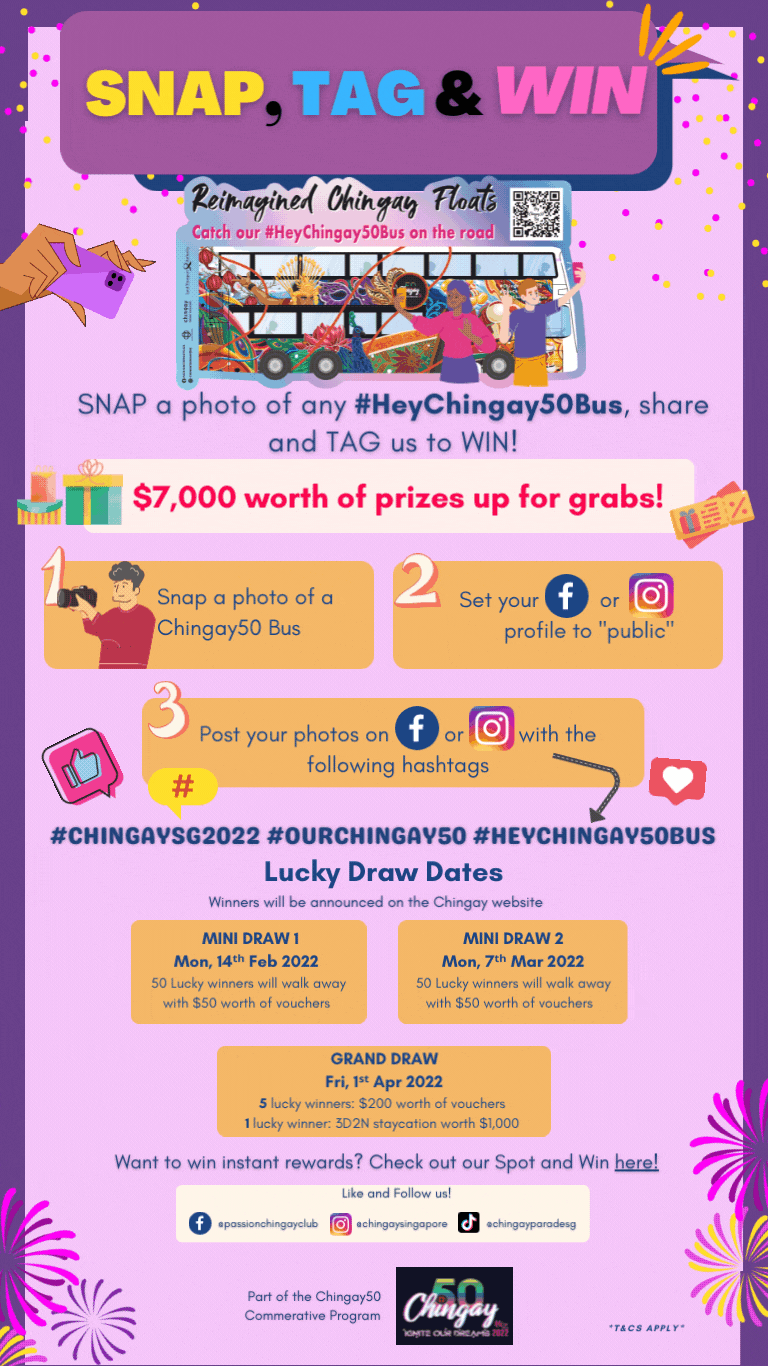 SNAP, TAG & WIN
Reimagined Chingay Floats
Catch our #HeyChingay50Bus on the road
SNAP a photo of any #HeyChingay50Bus, share
and TAG us to WIN!
$7,000 worth of prizes up for grabs!
1
Snap a photo of a
Chingay50 Bus
2
Set your or
profile to "public"
3
Post your photos on or with the
following hashtags
#
#CHINGAYSG2022 #OURCHINGAY50 #HEYCHINGAY50BUS
Lucky Draw Dates
Winners will be announced on the Chingay website
MINI DRAW 1
Mon, 14th Feb 2022
50 Lucky winners will walk away
with $50 worth of vouchers
MINI DRAW 2
Mon, 7th Mar 2022
50 Lucky winners will walk away
with $50 worth of vouchers
GRAND DRAW
Fri, 1st Apr 2022
5 lucky winners: $200 worth of vouchers
1 lucky winner: 3D2N staycation worth $1,000
Want to win instant rewards? Check out our Spot and Win here!
Like and Follow us!
@passionchingayclub @chingaysingapore @chingayparadesg
Part of the Chingay50
Commerative Program
50
Chingay
IGNITE OUR DREAMS 2022
*T&CS APPLY*